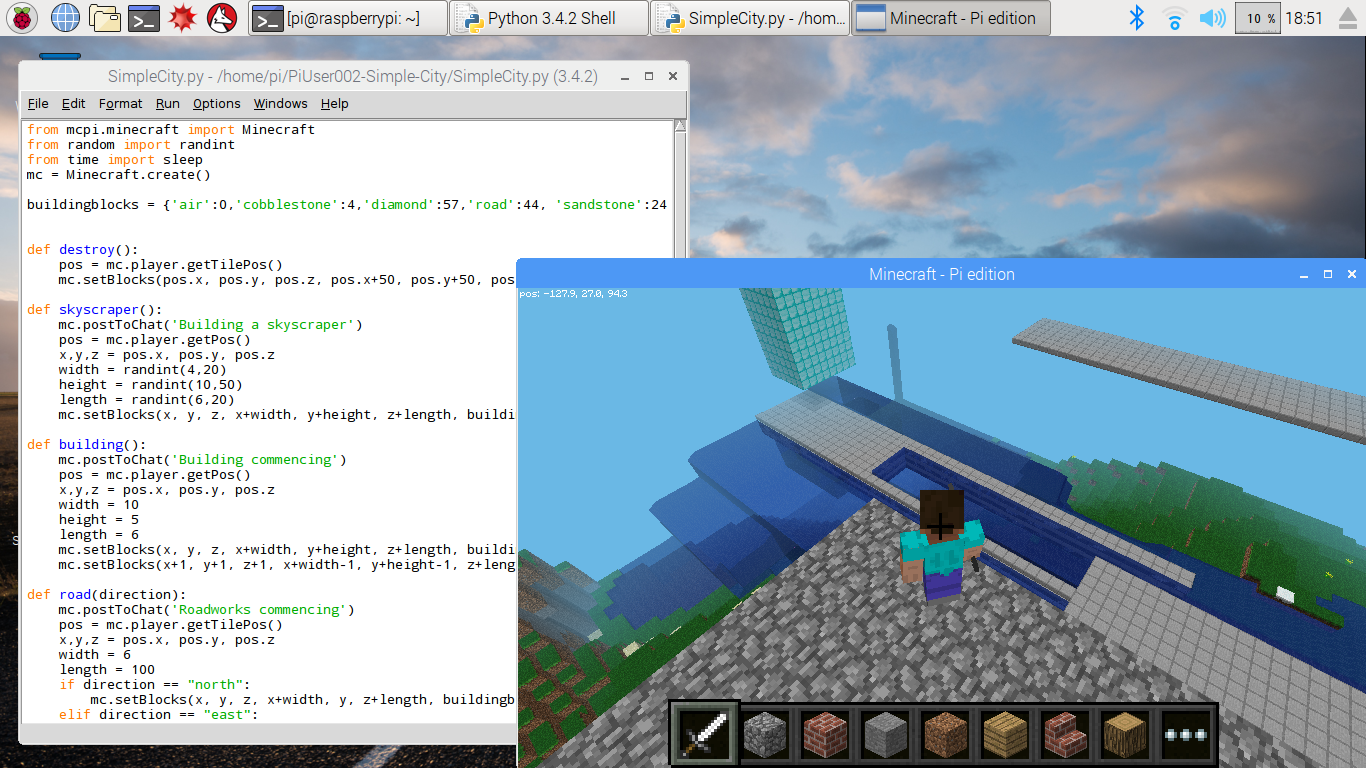 [pi@raspberrypi: ~]
Python 3.4.2 Shell
SimpleCity.py - /hom...
Minecraft - Pi edition
10 %
18:51
SimpleCity.py - /home/pi/PiUser002-Simple-City/SimpleCity.py (3.4.2)
File Edit Format Run Options Windows Help
from mcpi.minecraft import Minecraft
from random import randint
from time import sleep
mc = Minecraft.create()
buildingblocks = {'air':0,'cobblestone':4,'diamond':57,'road':44, 'sandstone':24
def destroy():
    pos = mc.player.getTilePos()
    mc.setBlocks(pos.x, pos.y, pos.z, pos.x+50, pos.y+50, pos
def skyscraper():
    mc.postToChat('Building a skyscraper')
    pos = mc.player.getPos()
    x,y,z = pos.x, pos.y, pos.z
    width = randint(4,20)
    height = randint(10,50)
    length = randint(6,20)
    mc.setBlocks(x, y, z, x+width, y+height, z+length, buildi
def building():
    mc.postToChat('Building commencing')
    pos = mc.player.getPos()
    x,y,z = pos.x, pos.y, pos.z
    width = 10
    height = 5
    length = 6
    mc.setBlocks(x, y, z, x+width, y+height, z+length, buildi
    mc.setBlocks(x+1, y+1, z+1, x+width-1, y+height-1, z+leng
def road(direction):
    mc.postToChat('Roadworks commencing')
    pos = mc.player.getTilePos()
    x,y,z = pos.x, pos.y, pos.z
    width = 6
    length = 100
    if direction == "north":
        mc.setBlocks(x, y, z, x+width, y, z+length, buildingb
    elif direction == "east":
Minecraft - Pi edition
pos: -127.9, 27.0, 94.3